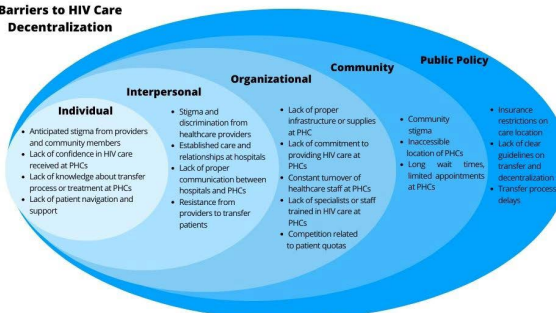 Barriers to HIV Care
Decentralization
Individual
• Anticipated stigma from providers
and community members
• Lack of confidence in HIV care
received at PHCs
• Lack of knowledge about transfer
process or treatment at PHCs
• Lack of patient navigation and
support
Interpersonal
• Stigma and
discrimination from
healthcare providers
• Established care and
relationships at hospitals
• Lack of proper
communication between
hospitals and PHCs
• Resistance from
providers to transfer
patients
Organizational
• Lack of proper
infrastructure or supplies
at PHC
• Lack of commitment to
providing HIV care at
PHCs
• Constant turnover of
healthcare staff at PHCs
• Lack of specialists or staff
trained in HIV care at
PHCs
• Competition related
to patient quotas
Community
• Community
stigma
• Inaccessible
location of PHCs
• Long wait times,
limited appointments
at PHCs
Public Policy
• Insurance
restrictions on
care location
• Lack of clear
guidelines on
transfer and
decentralization
• Transfer process
delays